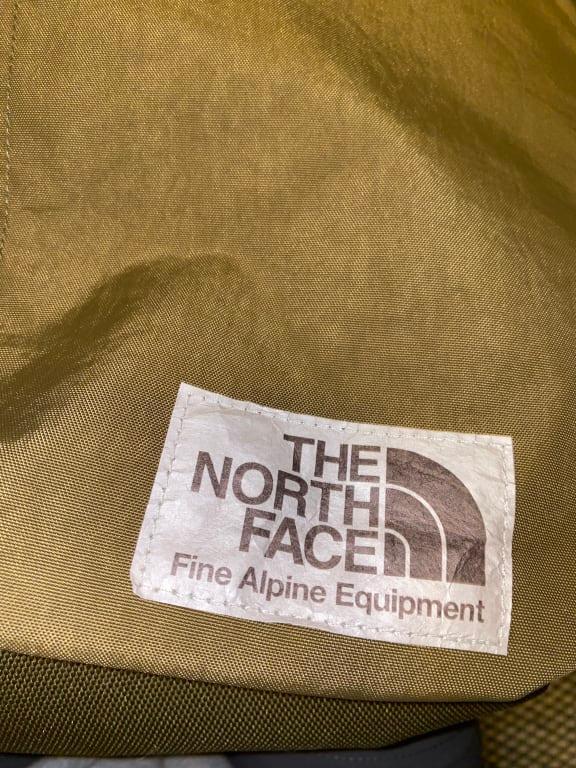 THE
NORTH
FACE
Fine Alpine Equipment